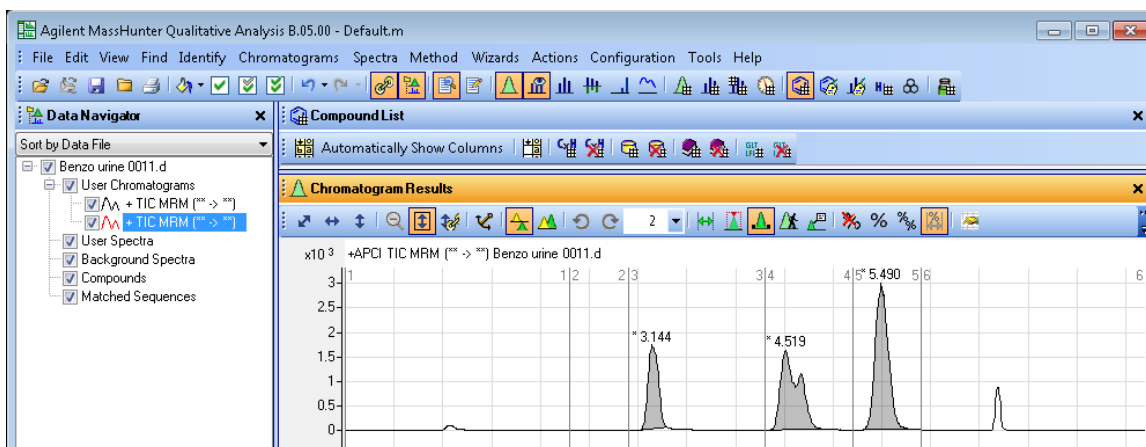 Agilent MassHunter Qualitative Analysis B.05.00 - Default.m
File Edit View Find Identify Chromatograms Spectra Method Wizards Actions Configuration Tools Help
Data Navigator
Sort by Data File
Benzo urine 0011.d
User Chromatograms
+ TIC MRM (** -> **)
+ TIC MRM (** -> **)
User Spectra
Background Spectra
Compounds
Matched Sequences
Compound List
Automatically Show Columns
Chromatogram Results
2
x10 3 +APCI TIC MRM (** -> **) Benzo urine 0011.d
1 1 2 2 3 3 4 4 5 * 5.490 5 6 6
3
2.5
2
* 3.144 * 4.519
1.5
1
0.5
0